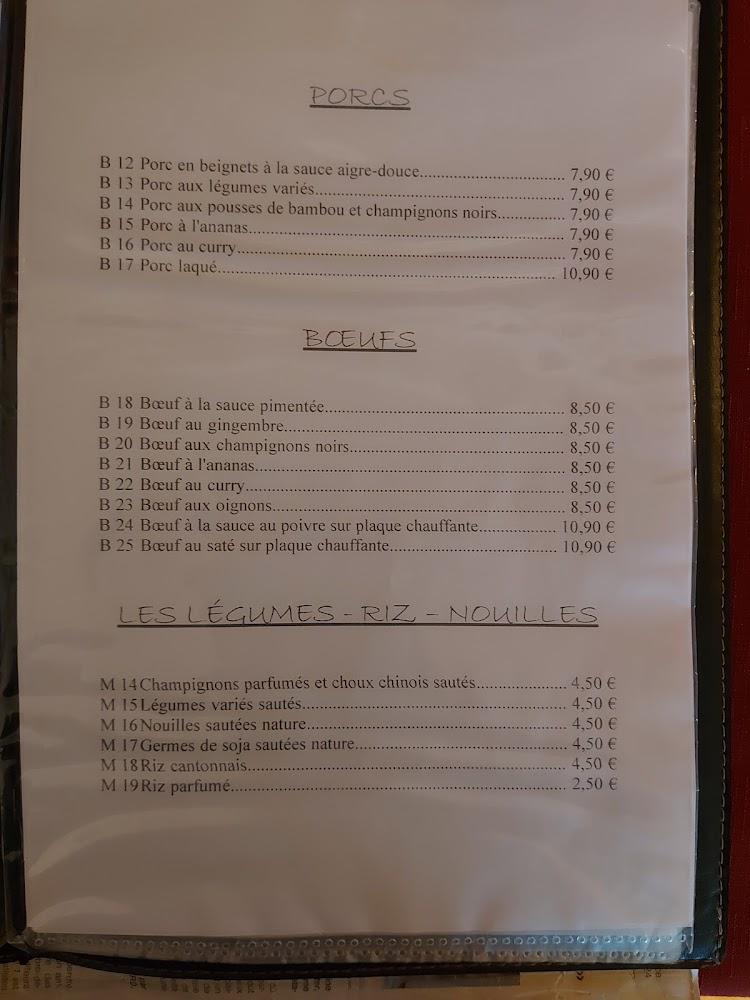 PORCS
B 12 Porc en beignets à la sauce aigre-douce.................................. 7,90 €
B 13 Porc aux légumes variés............................................................ 7,90 €
B 14 Porc aux pousses de bambou et champignons noirs................ 7,90 €
B 15 Porc à l'ananas............................................................................ 7,90 €
B 16 Porc au curry............................................................................... 7,90 €
B 17 Porc laqué.................................................................................. 10,90 €
BŒUFS
B 18 Bœuf à la sauce pimentée.......................................................... 8,50 €
B 19 Bœuf au gingembre.................................................................... 8,50 €
B 20 Bœuf aux champignons noirs.................................................... 8,50 €
B 21 Bœuf à l'ananas........................................................................... 8,50 €
B 22 Bœuf au curry............................................................................. 8,50 €
B 23 Bœuf aux oignons....................................................................... 8,50 €
B 24 Bœuf à la sauce au poivre sur plaque chauffante................... 10,90 €
B 25 Bœuf au saté sur plaque chauffante........................................ 10,90 €
LES LÉGUMES - RIZ - NOUILLES
M 14 Champignons parfumés et choux chinois sautés...................... 4,50 €
M 15 Légumes variés sautés................................................................ 4,50 €
M 16 Nouilles sautées nature............................................................... 4,50 €
M 17 Germes de soja sautées nature................................................... 4,50 €
M 18 Riz cantonnais............................................................................. 4,50 €
M 19 Riz parfumé................................................................................. 2,50 €